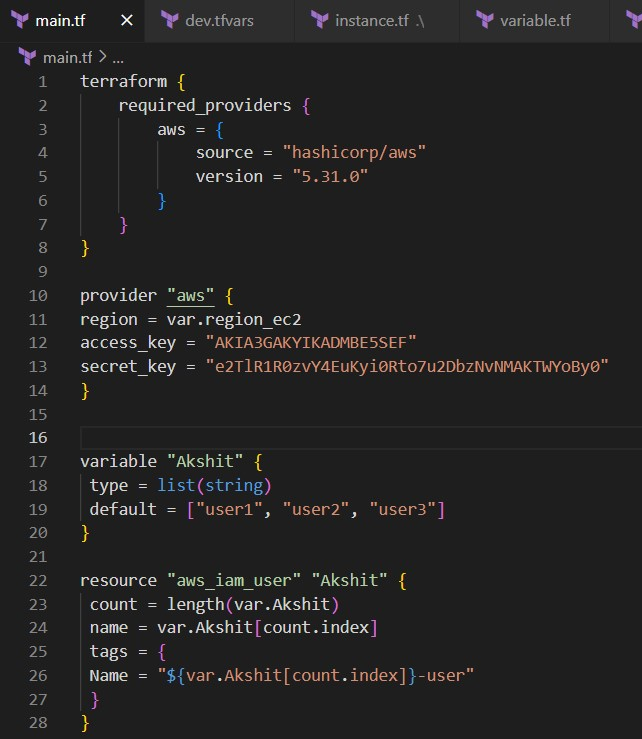 main.tf
dev.tfvars
instance.tf .\
variable.tf
main.tf > ...
1 terraform {
2 required_providers {
3 aws = {
4 source = "hashicorp/aws"
5 version = "5.31.0"
6 }
7 }
8 }
9
10 provider "aws" {
11 region = var.region_ec2
12 access_key = "AKIA3GAKYIKADMBE5SEF"
13 secret_key = "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"
14 }
15
16
17 variable "Akshit" {
18 type = list(string)
19 default = ["user1", "user2", "user3"]
20 }
21
22 resource "aws_iam_user" "Akshit" {
23 count = length(var.Akshit)
24 name = var.Akshit[count.index]
25 tags = {
26 Name = "${var.Akshit[count.index]}-user"
27 }
28 }